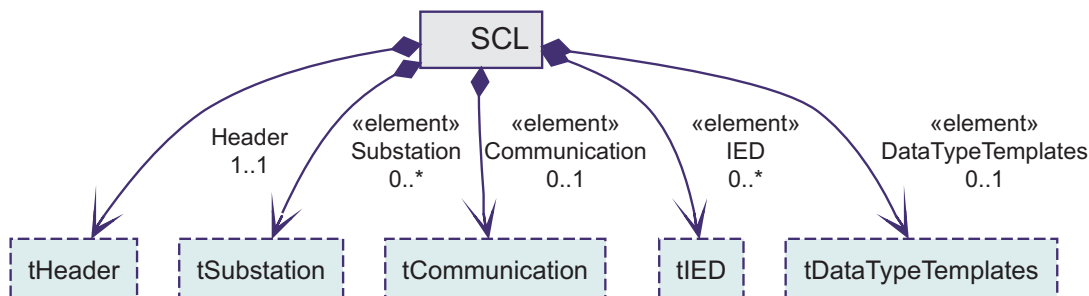 SCL
Header
1..1
«element»
Substation
0..*
«element»
Communication
0..1
«element»
IED
0..*
«element»
DataTypeTemplates
0..1
tHeader
tSubstation
tCommunication
tIED
tDataTypeTemplates